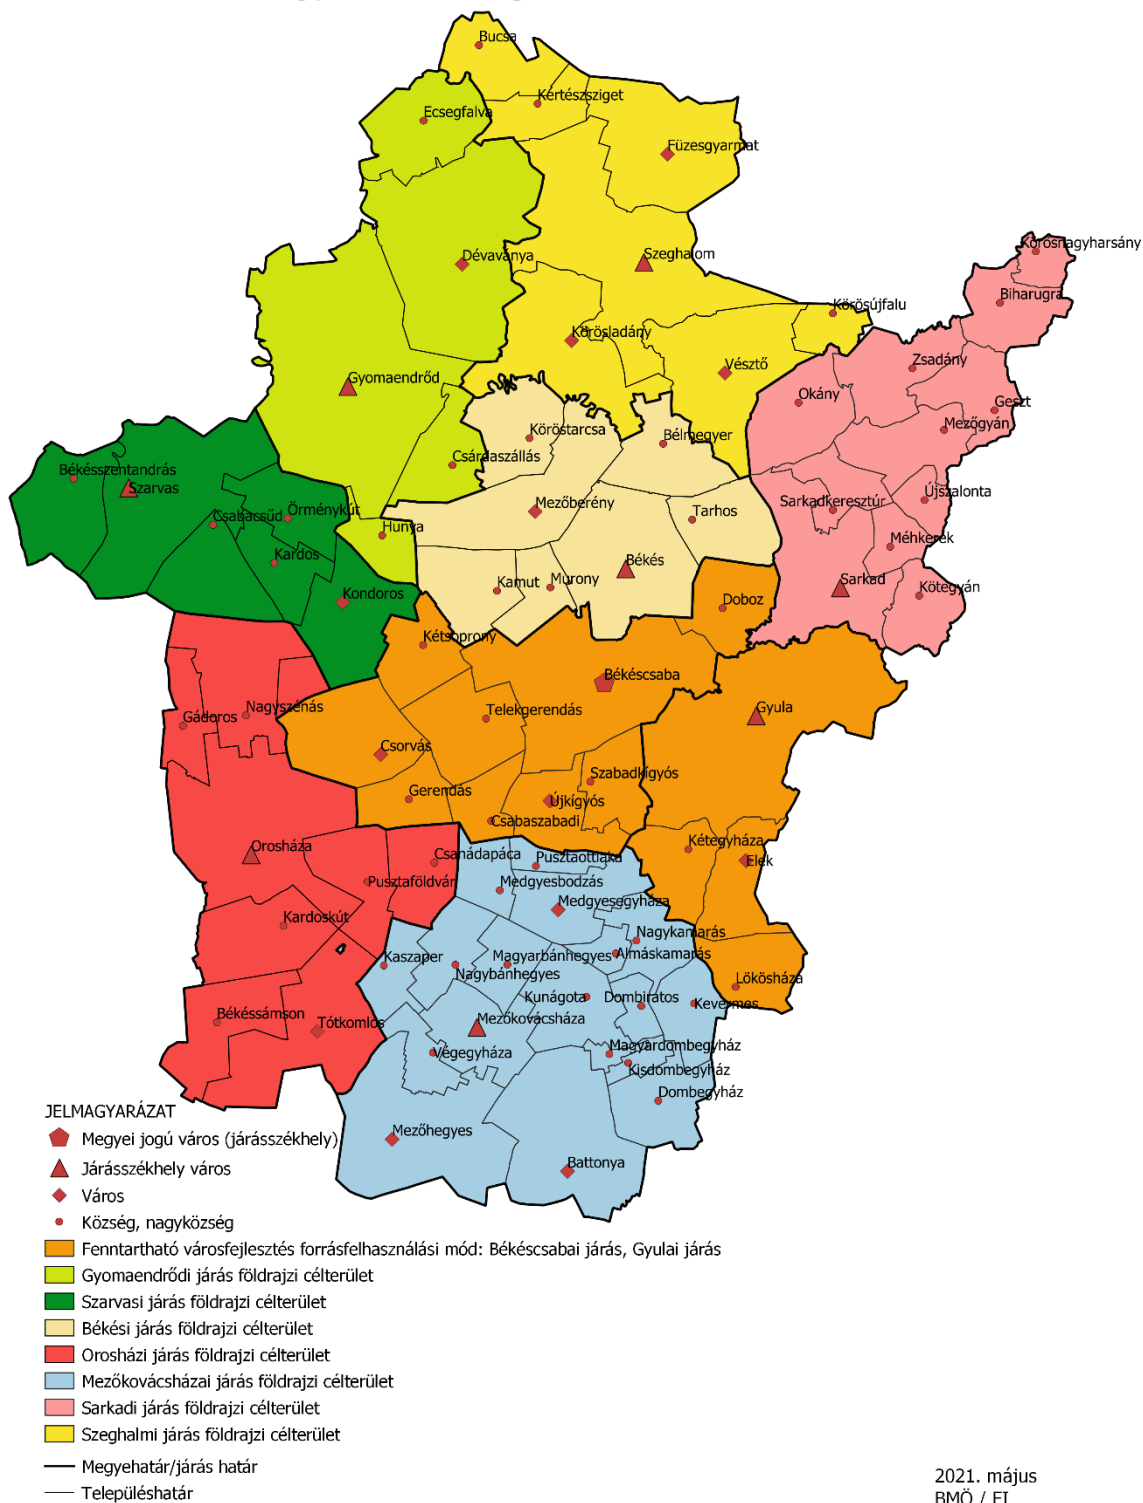 Bucsa
Kertészsziget
Ecsegfalva
Füzesgyarmat
Körösnagyharsány
Dévaványa
Szeghalom
Biharugra
Körösújfalu
Körösladány
Zsadány
Vésztő
Gyomaendrőd
Okány
Geszt
Mezőgyán
Köröstarcsa
Bélmegyer
Csárdaszállás
Békésszentandrás
Szarvas
Újszalonta
Sarkadkeresztúr
Mezőberény
Tarhos
Örménykút
Csabacsűd
Hunya
Méhkerek
Kardos
Békés
Kamut
Murony
Sarkad
Kötegyán
Kondoros
Doboz
Kétsoprony
Békéscsaba
Nagyszénás
Gádoros
Telekgerendás
Gyula
Csorvás
Szabadkígyós
Gerendás
Újkígyós
Csabaszabadi
Orosháza
Kétegyháza
Csanádapáca
Pusztaottlaka
Elek
Pusztaföldvár
Medgyesbodzás
Medgyesegyháza
Kardoskút
Nagykamarás
Kaszaper
Magyarbánhegyes
Almáskamarás
Nagybánhegyes
Lökösháza
Kunágota
Dombiratos
Kevermes
Békéssámson
Tótkomlós
Mezőkovácsháza
Végegyháza
Magyardombegyház
Kisdombegyház
Dombegyház
Mezőhegyes
Battonya
JELMAGYARÁZAT
Megyei jogú város (járásszékhely)
Járásszékhely város
Város
Község, nagyközség
Fenntartható városfejlesztés forrásfelhasználási mód: Békéscsabai járás, Gyulai járás
Gyomaendrődi járás földrajzi célterület
Szarvasi járás földrajzi célterület
Békési járás földrajzi célterület
Orosházi járás földrajzi célterület
Mezőkovácsházai járás földrajzi célterület
Sarkadi járás földrajzi célterület
Szeghalmi járás földrajzi célterület
Megyehatár/járás határ
Településhatár
2021. május
BMÖ / FI